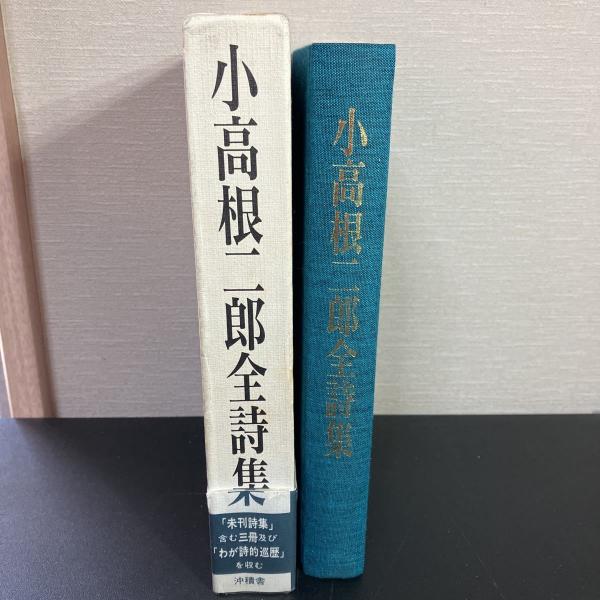 小高根二郎全詩集
「未刊詩集」
含む三冊及び
「わが詩的巡歴」
を収む
沖積舎
小高根二郎全詩集